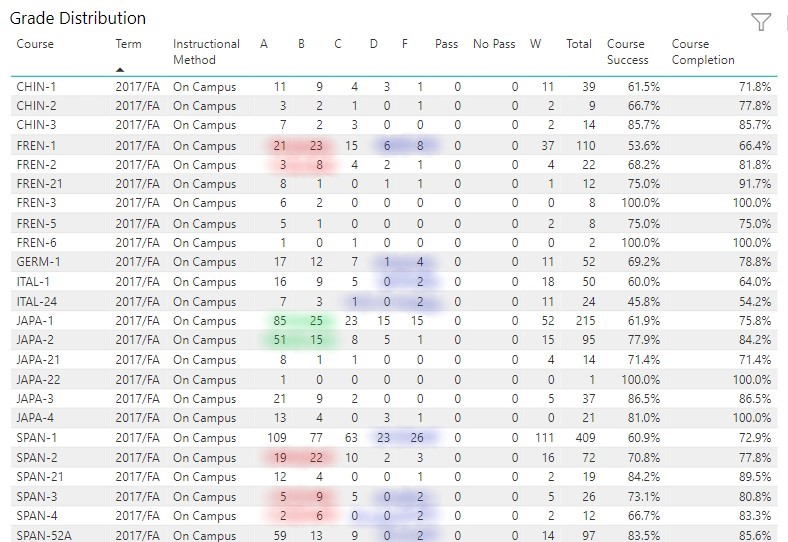 Grade Distribution
Course Term Instructional Method A B C D F Pass No Pass W Total Course Success Course Completion
CHIN-1 2017/FA On Campus 11 9 4 3 1 0 0 11 39 61.5% 71.8%
CHIN-2 2017/FA On Campus 3 2 1 0 1 0 0 2 9 66.7% 77.8%
CHIN-3 2017/FA On Campus 7 2 3 0 0 0 0 2 14 85.7% 85.7%
FREN-1 2017/FA On Campus 21 23 15 6 8 0 0 37 110 53.6% 66.4%
FREN-2 2017/FA On Campus 3 8 4 2 1 0 0 4 22 68.2% 81.8%
FREN-21 2017/FA On Campus 8 1 0 1 1 0 0 1 12 75.0% 91.7%
FREN-3 2017/FA On Campus 6 2 0 0 0 0 0 0 8 100.0% 100.0%
FREN-5 2017/FA On Campus 5 1 0 0 0 0 0 2 8 75.0% 75.0%
FREN-6 2017/FA On Campus 1 0 1 0 0 0 0 0 2 100.0% 100.0%
GERM-1 2017/FA On Campus 17 12 7 1 4 0 0 11 52 69.2% 78.8%
ITAL-1 2017/FA On Campus 16 9 5 0 2 0 0 18 50 60.0% 64.0%
ITAL-24 2017/FA On Campus 7 3 1 0 2 0 0 11 24 45.8% 54.2%
JAPA-1 2017/FA On Campus 85 25 23 15 15 0 0 52 215 61.9% 75.8%
JAPA-2 2017/FA On Campus 51 15 8 5 1 0 0 15 95 77.9% 84.2%
JAPA-21 2017/FA On Campus 8 1 1 0 0 0 0 4 14 71.4% 71.4%
JAPA-22 2017/FA On Campus 1 0 0 0 0 0 0 0 1 100.0% 100.0%
JAPA-3 2017/FA On Campus 21 9 2 0 0 0 0 5 37 86.5% 86.5%
JAPA-4 2017/FA On Campus 13 4 0 3 1 0 0 0 21 81.0% 100.0%
SPAN-1 2017/FA On Campus 109 77 63 23 26 0 0 111 409 60.9% 72.9%
SPAN-2 2017/FA On Campus 19 22 10 2 3 0 0 16 72 70.8% 77.8%
SPAN-21 2017/FA On Campus 12 4 0 0 1 0 0 2 19 84.2% 89.5%
SPAN-3 2017/FA On Campus 5 9 5 0 2 0 0 5 26 73.1% 80.8%
SPAN-4 2017/FA On Campus 2 6 0 0 2 0 0 2 12 66.7% 83.3%
SPAN-52A 2017/FA On Campus 59 13 9 0 2 0 0 14 97 83.5% 85.6%